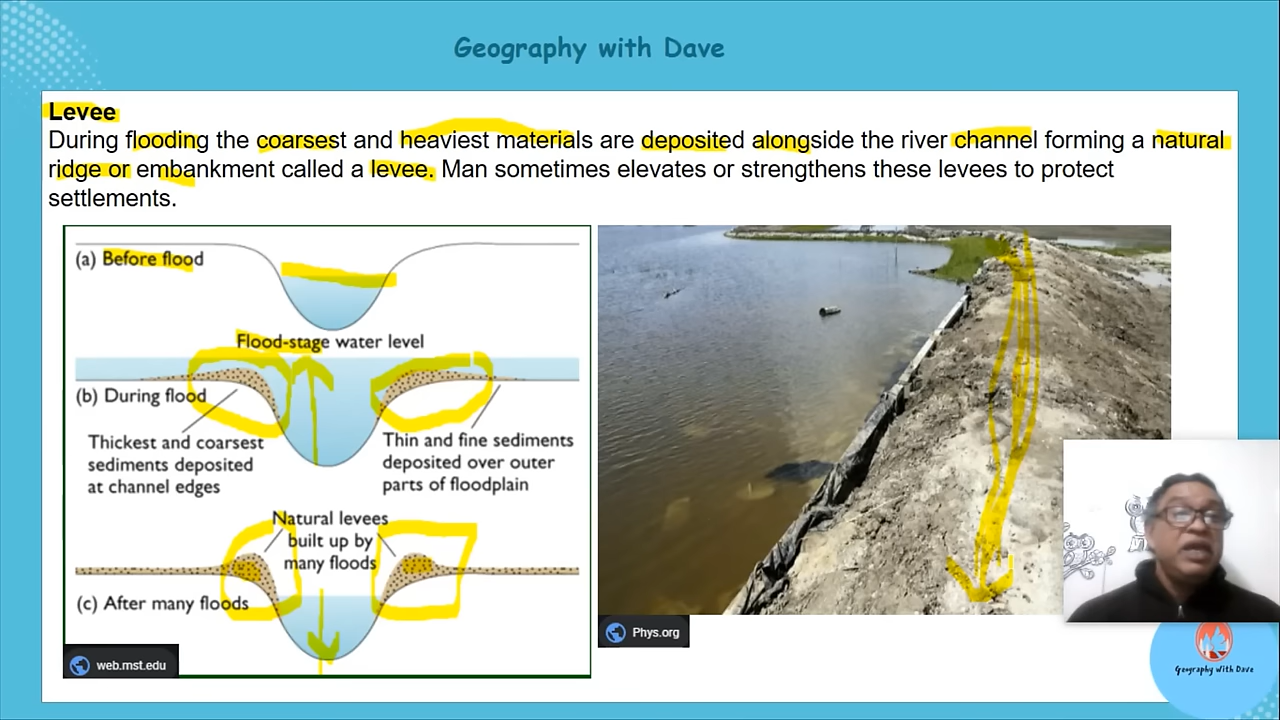 Geography with Dave
Levee
During flooding the coarsest and heaviest materials are deposited alongside the river channel forming a natural
ridge or embankment called a levee. Man sometimes elevates or strengthens these levees to protect
settlements.
(a) Before flood
Flood-stage water level
(b) During flood
Thickest and coarsest
sediments deposited
at channel edges
Thin and fine sediments
deposited over outer
parts of floodplain
Natural levees
built up by
many floods
(c) After many floods
web.mst.edu
Phys.org
Geography with Dave